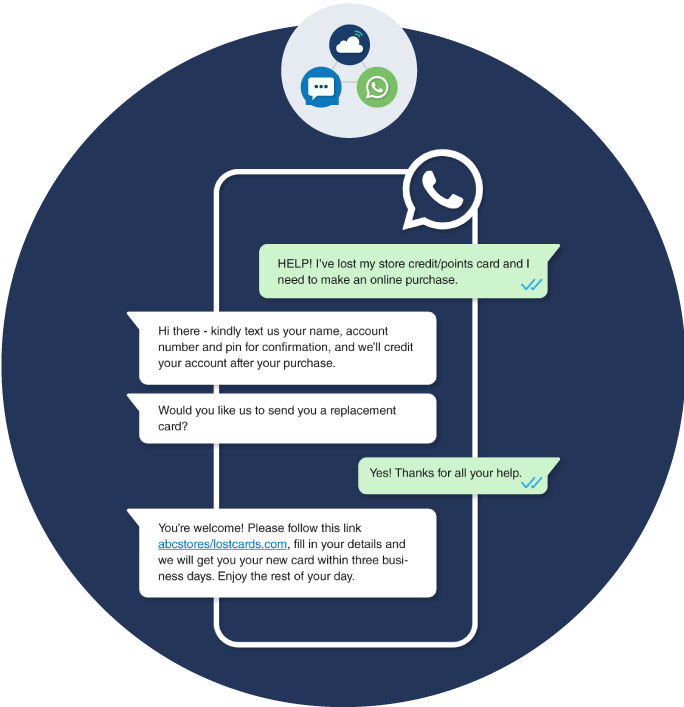 HELP! I’ve lost my store credit/points card and I
need to make an online purchase.
Hi there - kindly text us your name, account
number and pin for confirmation, and we’ll credit
your account after your purchase.
Would you like us to send you a replacement
card?
Yes! Thanks for all your help.
You’re welcome! Please follow this link
abcstores/lostcards.com, fill in your details and
we will get you your new card within three busi-
ness days. Enjoy the rest of your day.